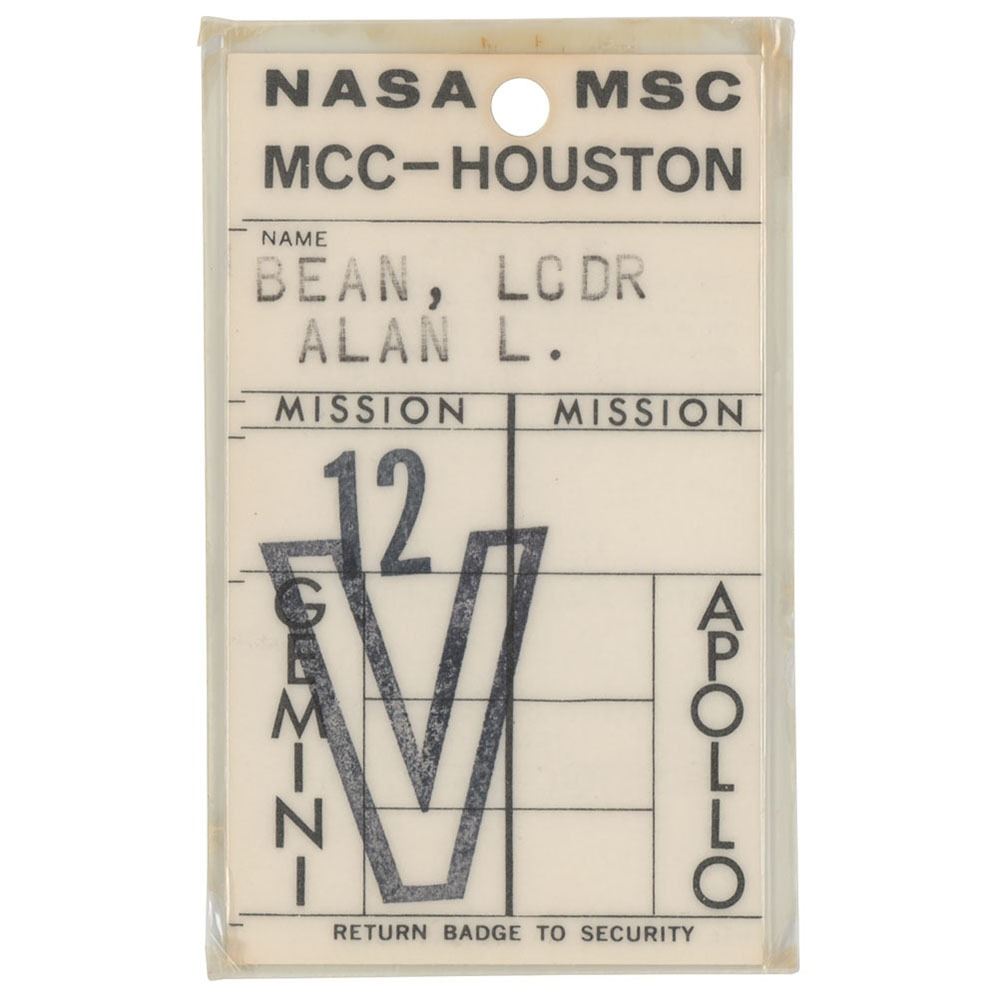 NASA MSC
MCC-HOUSTON
NAME
BEAN, LCDR
ALAN L.
MISSION MISSION
12
V
GEMINI
APOLLO
RETURN BADGE TO SECURITY